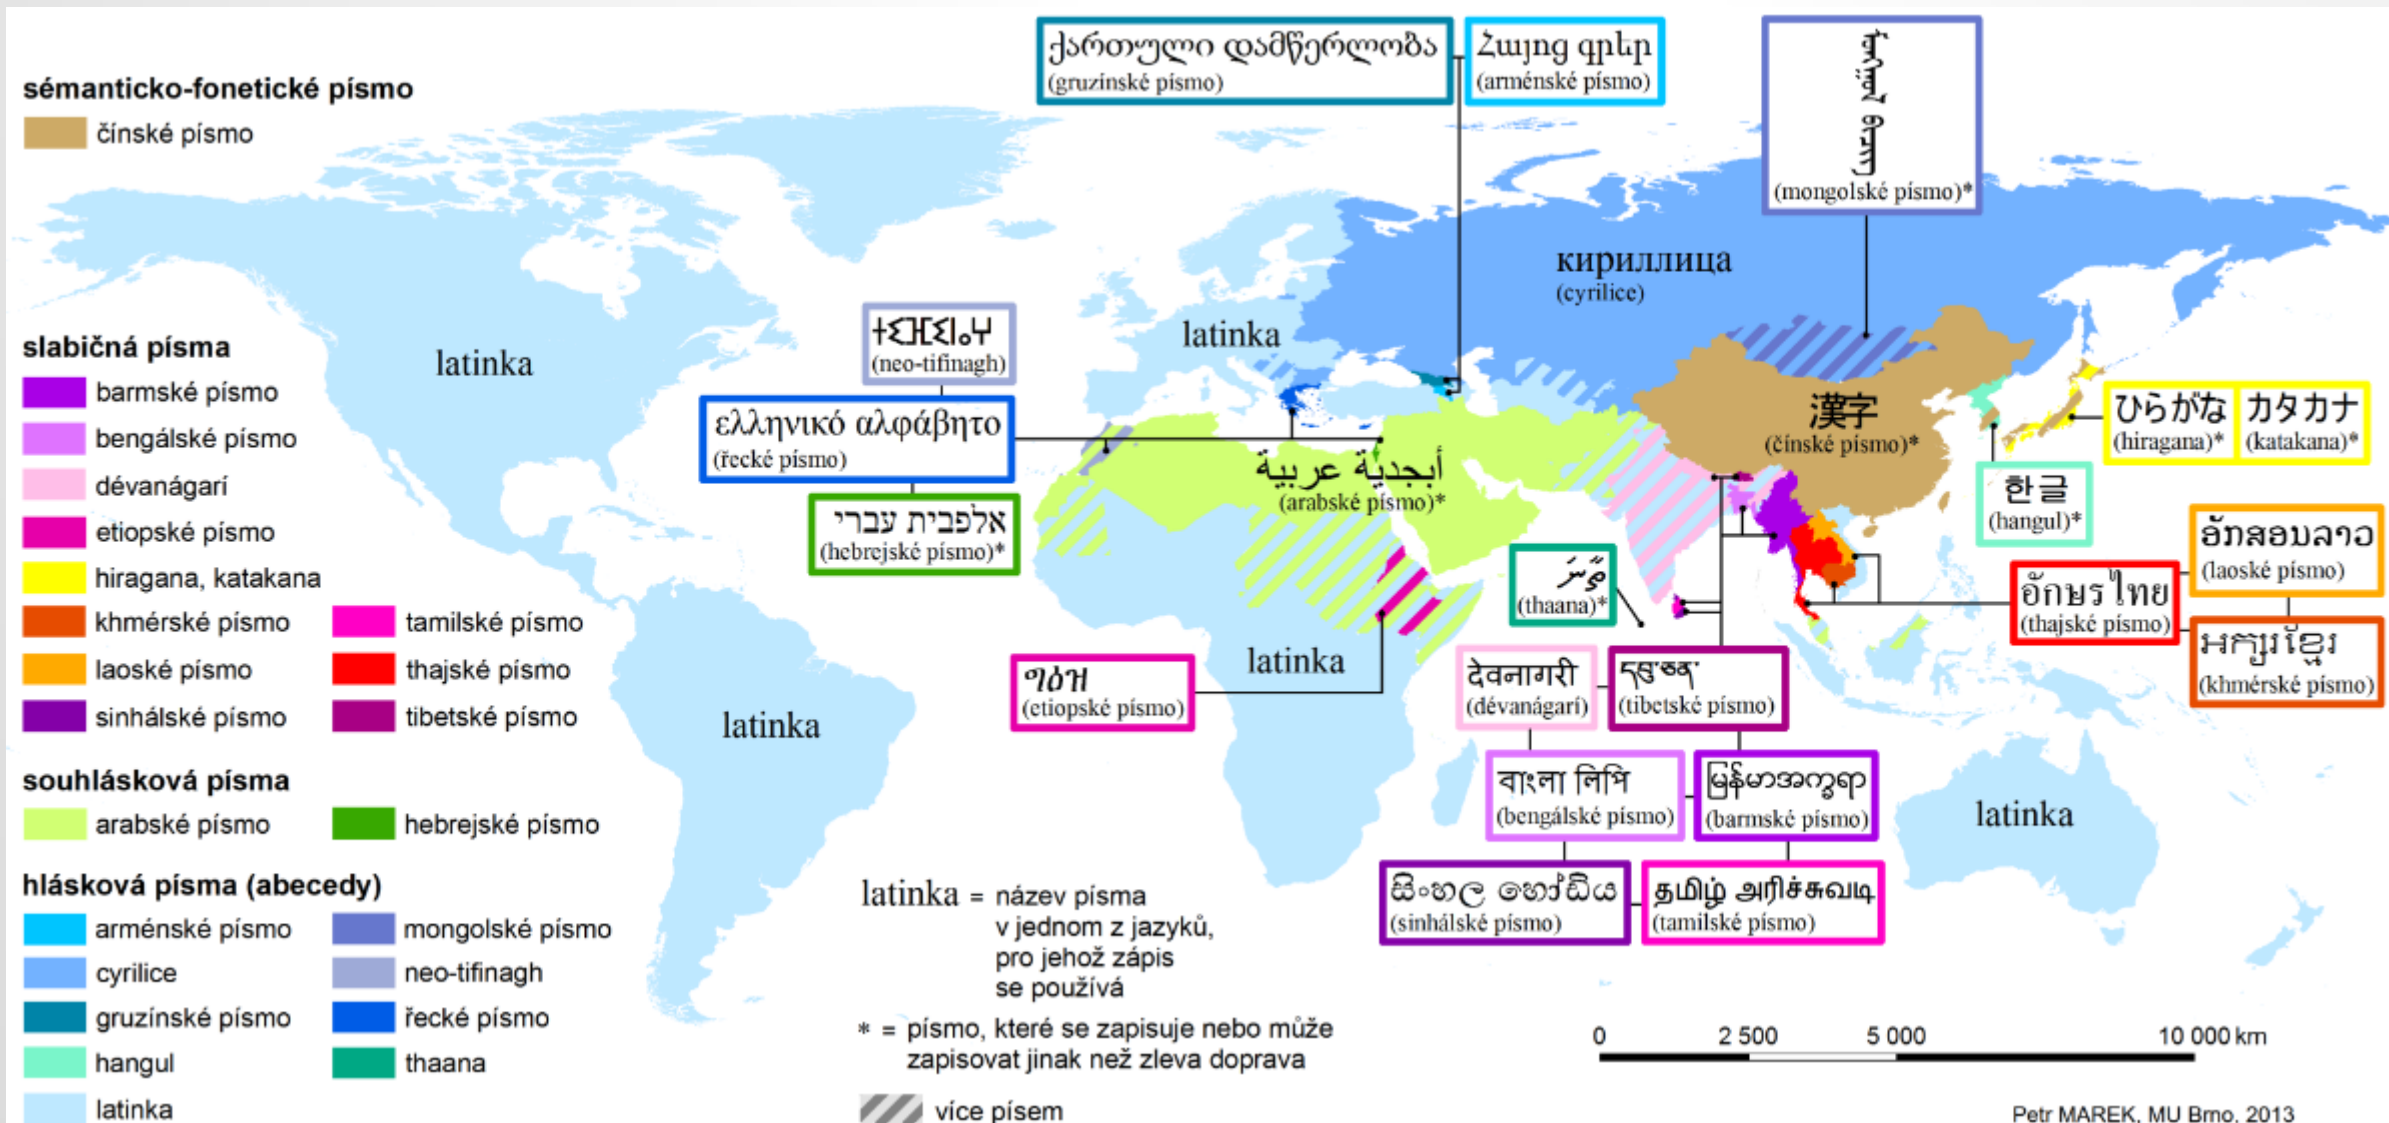 sémanticko-fonetické písmo
čínské písmo
slabičná písma
barmské písmo
bengálské písmo
dévanágarí
etiopské písmo
hiragana, katakana
khmérské písmo
laoské písmo
sinhálské písmo
tamilské písmo
thajské písmo
tibetské písmo
souhlásková písma
arabské písmo
hebrejské písmo
hlásková písma (abecedy)
arménské písmo
cyrilice
gruzínské písmo
hangul
latinka
mongolské písmo
neo-tifinagh
řecké písmo
thaana
ქართული დამწერლობა
(gruzínské písmo)
Հայոց գրեր
(arménské písmo)
(mongolské písmo)*
кириллица
(cyrilice)
latinka
latinka
latinka
latinka
latinka
ⵜⵉⴼⵉⵏⴰⵖ
(neo-tifinagh)
ελληνικό αλφάβητο
(řecké písmo)
אלפבית עברי
(hebrejské písmo)*
أبجدية عربية
(arabské písmo)*
漢字
(čínské písmo)*
ひらがな
(hiragana)*
カタカナ
(katakana)*
한글
(hangul)*
อักษรไทย
(thajské písmo)
ອັກສອນລາວ
(laoské písmo)
អក្សរខ្មែរ
(khmérské písmo)
(thaana)*
ግዕዝ
(etiopské písmo)
देवनागरी
(dévanágarí)
(tibetské písmo)
বাংলা লিপি
(bengálské písmo)
မြန်မာအက္ခရာ
(barmské písmo)
සිංහල හෝඩිය
(sinhálské písmo)
தமிழ் அரிச்சுவடி
(tamilské písmo)
latinka = název písma
v jednom z jazyků,
pro jehož zápis
se používá
* = písmo, které se zapisuje nebo může
zapisovat jinak než zleva doprava
více písem
0 2 500 5 000 10 000 km
Petr MAREK, MU Brno, 2013